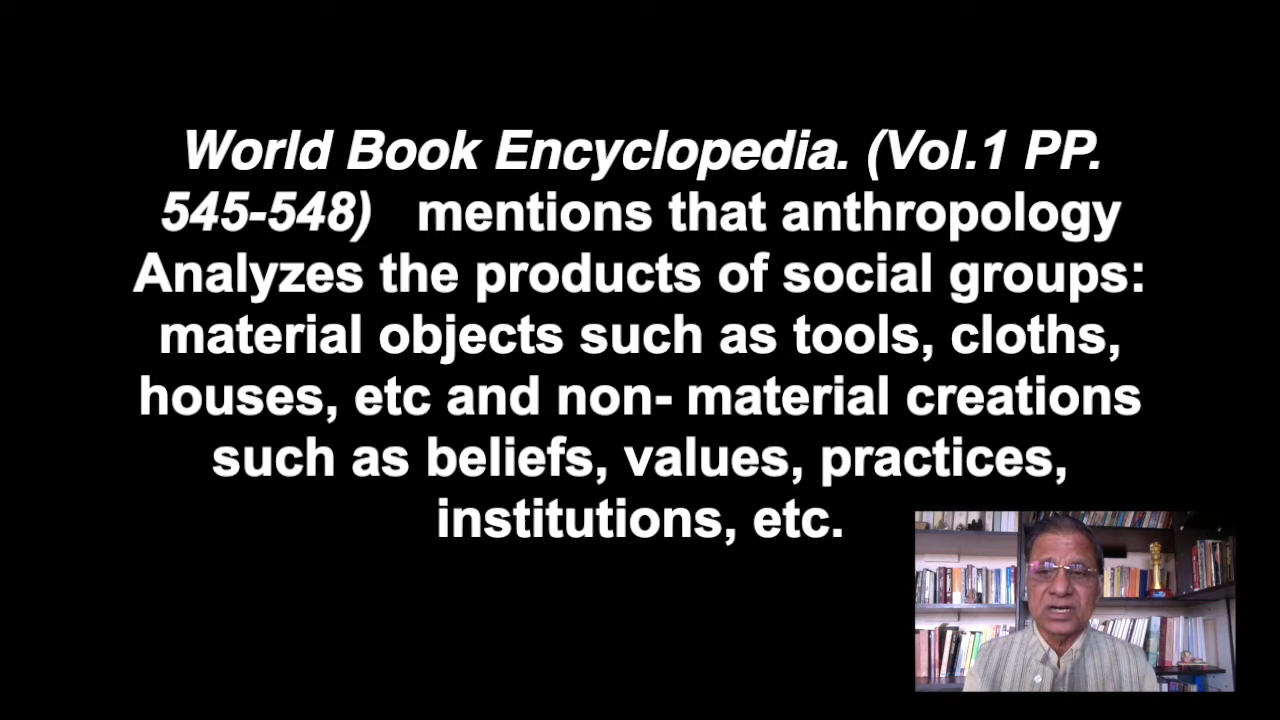 World Book Encyclopedia. (Vol.1 PP.
545-548) mentions that anthropology
Analyzes the products of social groups:
material objects such as tools, cloths,
houses, etc and non- material creations
such as beliefs, values, practices,
institutions, etc.